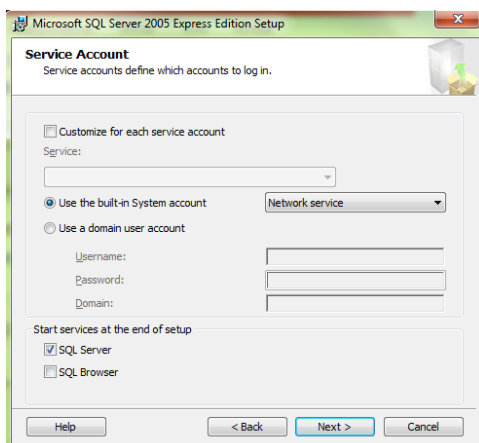 Microsoft SQL Server 2005 Express Edition Setup
Service Account
Service accounts define which accounts to log in.
Customize for each service account
Service:
Use the built-in System account Network service
Use a domain user account
Username:
Password:
Domain:
Start services at the end of setup
SQL Server
SQL Browser
Help < Back Next > Cancel